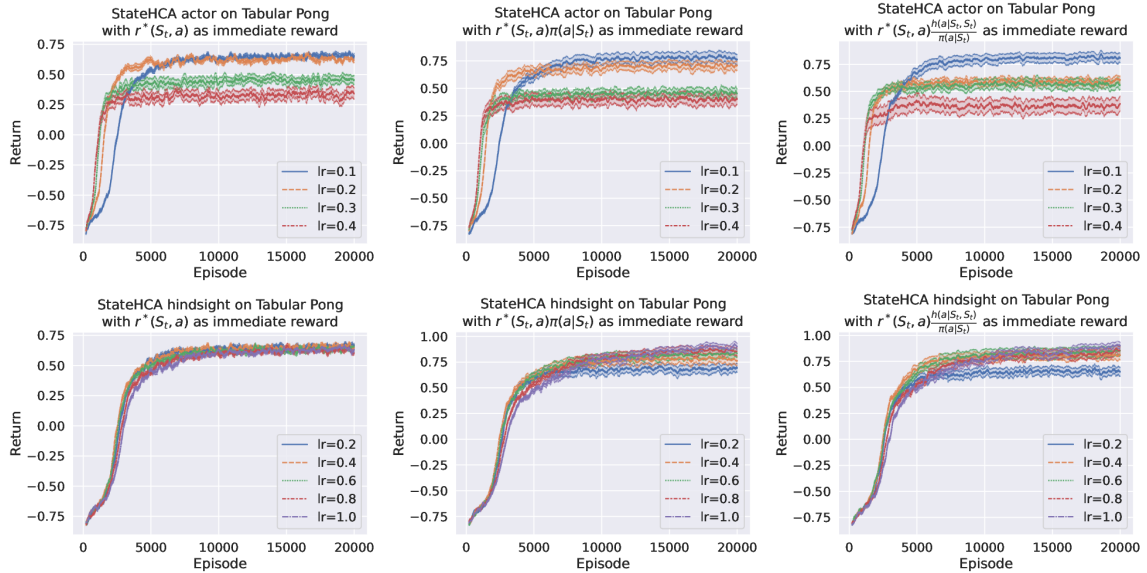 StateHCA actor on Tabular Pong
with r*(S_t, a) as immediate reward
0.75
0.50
0.25
0.00
−0.25
−0.50
−0.75
Return
lr=0.1
lr=0.2
lr=0.3
lr=0.4
0 5000 10000 15000 20000
Episode
StateHCA actor on Tabular Pong
with r*(S_t, a)π(a|S_t) as immediate reward
0.75
0.50
0.25
0.00
−0.25
−0.50
−0.75
Return
lr=0.1
lr=0.2
lr=0.3
lr=0.4
0 5000 10000 15000 20000
Episode
StateHCA actor on Tabular Pong
with r*(S_t, a) h(a|S_t, S_t)/π(a|S_t) as immediate reward
0.75
0.50
0.25
0.00
−0.25
−0.50
−0.75
Return
lr=0.1
lr=0.2
lr=0.3
lr=0.4
0 5000 10000 15000 20000
Episode
StateHCA hindsight on Tabular Pong
with r*(S_t, a) as immediate reward
0.75
0.50
0.25
0.00
−0.25
−0.50
−0.75
Return
lr=0.2
lr=0.4
lr=0.6
lr=0.8
lr=1.0
0 5000 10000 15000 20000
Episode
StateHCA hindsight on Tabular Pong
with r*(S_t, a)π(a|S_t) as immediate reward
1.00
0.75
0.50
0.25
0.00
−0.25
−0.50
−0.75
Return
lr=0.2
lr=0.4
lr=0.6
lr=0.8
lr=1.0
0 5000 10000 15000 20000
Episode
StateHCA hindsight on Tabular Pong
with r*(S_t, a) h(a|S_t, S_t)/π(a|S_t) as immediate reward
1.00
0.75
0.50
0.25
0.00
−0.25
−0.50
−0.75
Return
lr=0.2
lr=0.4
lr=0.6
lr=0.8
lr=1.0
0 5000 10000 15000 20000
Episode